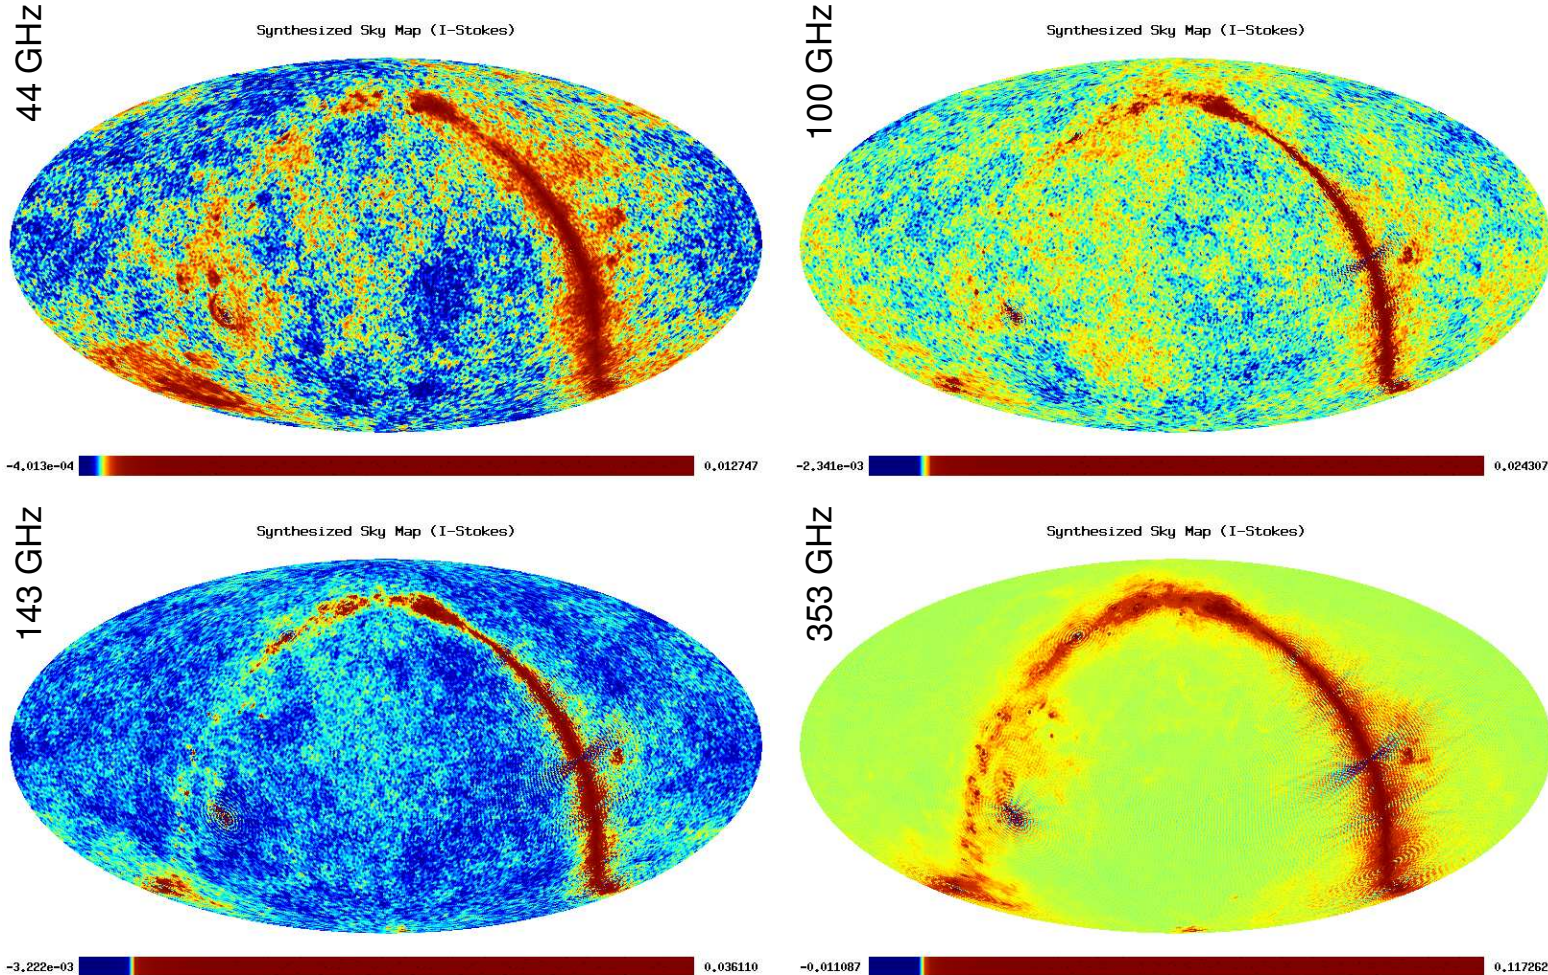 44 GHz
Synthesized Sky Map (I-Stokes)
-4.013e-04 0.012747
100 GHz
Synthesized Sky Map (I-Stokes)
-2.341e-03 0.024307
143 GHz
Synthesized Sky Map (I-Stokes)
-3.222e-03 0.036110
353 GHz
Synthesized Sky Map (I-Stokes)
-0.011087 0.117262